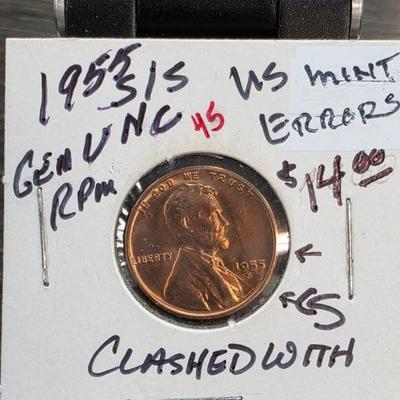 1955 S/S
GEM UNC
RPM
45
US MINT
ERRORS
$14.00
IN GOD WE TRUST
LIBERTY
1955
S
CLASHED WITH